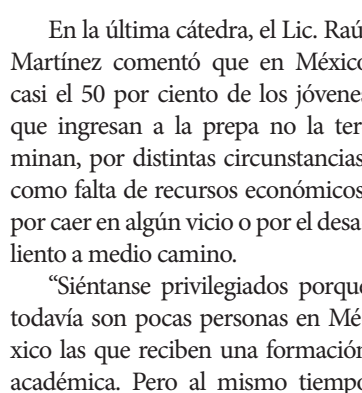 En la última cátedra, el Lic. Raú
Martínez comentó que en México
casi el 50 por ciento de los jóvenes
que ingresan a la prepa no la ter
minan, por distintas circunstancias
como falta de recursos económicos
por caer en algún vicio o por el desa
liento a medio camino.
“Siéntanse privilegiados porque
todavía son pocas personas en Mé
xico las que reciben una formación
académica. Pero al mismo tiempo